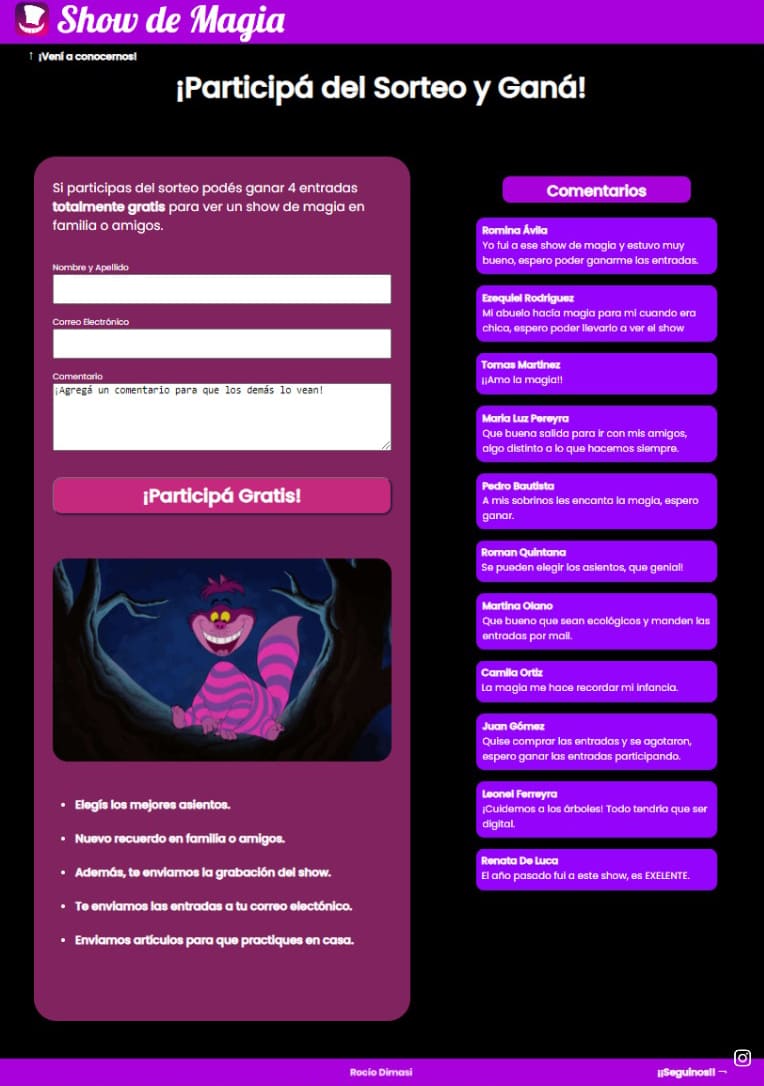 Show de Magia
↑ ¡Vení a conocernos!
¡Participá del Sorteo y Ganá!
Si participas del sorteo podés ganar 4 entradas
totalmente gratis para ver un show de magia en
familia o amigos.
Nombre y Apellido
Correo Electrónico
Comentario
¡Agregá un comentario para que los demás lo vean!
¡Participá Gratis!
• Elegís los mejores asientos.
• Nuevo recuerdo en familia o amigos.
• Además, te enviamos la grabación del show.
• Te enviamos las entradas a tu correo electónico.
• Enviamos artículos para que practiques en casa.
Comentarios
Romina Ávila
Yo fui a ese show de magia y estuvo muy
bueno, espero poder ganarme las entradas.
Ezequiel Rodriguez
Mi abuelo hacía magia para mi cuando era
chica, espero poder llevarlo a ver el show
Tomas Martinez
¡¡Amo la magia!!
Maria Luz Pereyra
Que buena salida para ir con mis amigos,
algo distinto a lo que hacemos siempre.
Pedro Bautista
A mis sobrinos les encanta la magia, espero
ganar.
Roman Quintana
Se pueden elegir los asientos, que genial!
Martina Olano
Que bueno que sean ecológicos y manden las
entradas por mail.
Camila Ortiz
La magia me hace recordar mi infancia.
Juan Gómez
Quise comprar las entradas y se agotaron,
espero ganar las entradas participando.
Leonel Ferreyra
¡Cuidemos a los árboles! Todo tendria que ser
digital.
Renata De Luca
El año pasado fui a este show, es EXELENTE.
Rocío Dimasi
¡¡Seguinos!! →